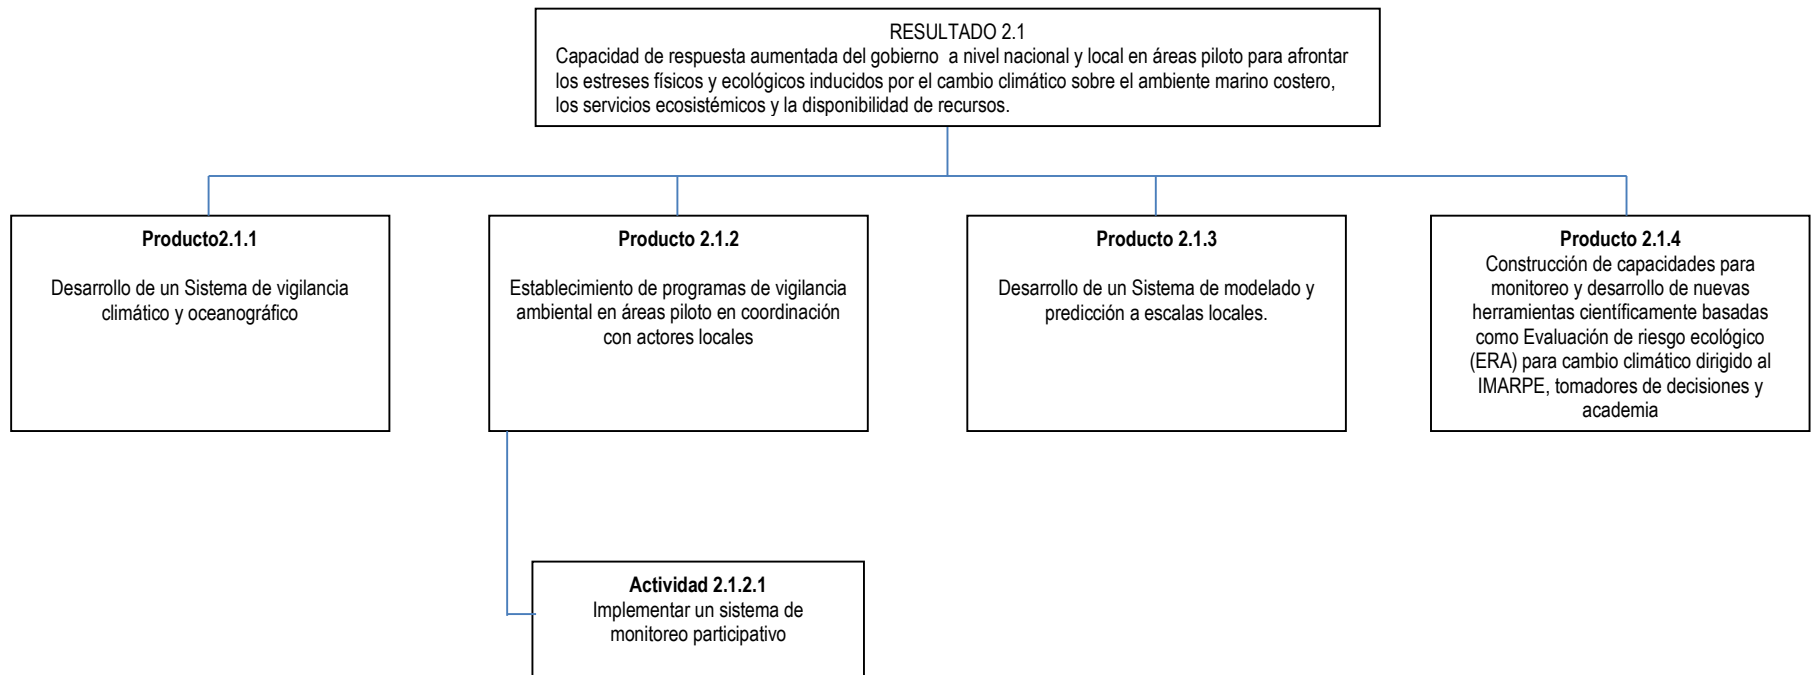 RESULTADO 2.1
Capacidad de respuesta aumentada del gobierno  a nivel nacional y local en áreas piloto para afrontar
los estreses físicos y ecológicos inducidos por el cambio climático sobre el ambiente marino costero,
los servicios ecosistémicos y la disponibilidad de recursos.
Producto2.1.1
Desarrollo de un Sistema de vigilancia
climático y oceanográfico
Producto 2.1.2
Establecimiento de programas de vigilancia
ambiental en áreas piloto en coordinación
con actores locales
Producto 2.1.3
Desarrollo de un Sistema de modelado y
predicción a escalas locales.
Producto 2.1.4
Construcción de capacidades para
monitoreo y desarrollo de nuevas
herramientas científicamente basadas
como Evaluación de riesgo ecológico
(ERA) para cambio climático dirigido al
IMARPE, tomadores de decisiones y
academia
Actividad 2.1.2.1
Implementar un sistema de
monitoreo participativo